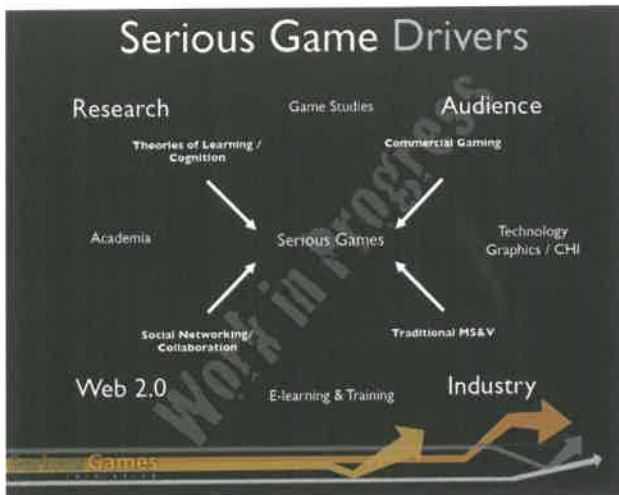 Serious Game Drivers
Research
Game Studies
Audience
Theories of Learning /
Cognition
Commercial Gaming
Academia
Serious Games
Technology
Graphics / CHI
Social Networking/
Collaboration
Traditional MS&V
Web 2.0
E-learning & Training
Industry
Work in Progress
Serious Games